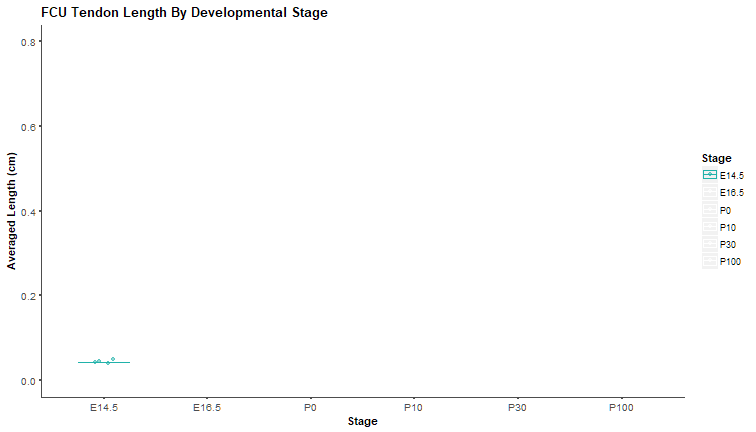 FCU Tendon Length By Developmental Stage
Averaged Length (cm)
0.8
0.6
0.4
0.2
0.0
E14.5 E16.5 P0 P10 P30 P100
Stage
Stage
E14.5
E16.5
P0
P10
P30
P100